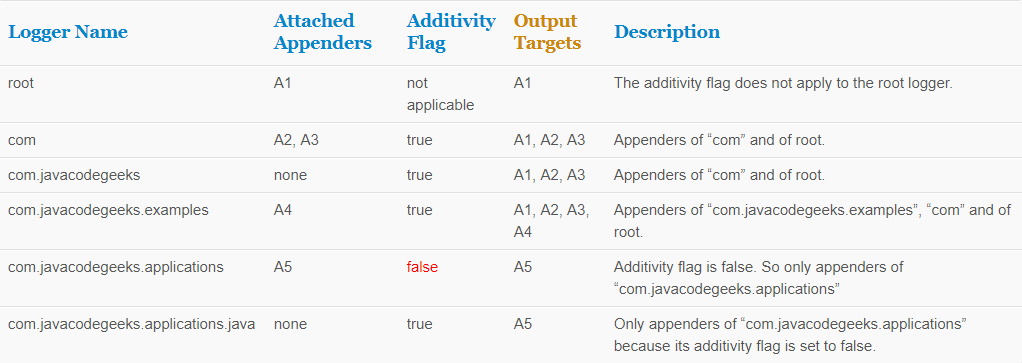 Logger Name Attached Appenders Additivity Flag Output Targets Description
root A1 not applicable A1 The additivity flag does not apply to the root logger.
com A2, A3 true A1, A2, A3 Appenders of “com” and of root.
com.javacodegeeks none true A1, A2, A3 Appenders of “com” and of root.
com.javacodegeeks.examples A4 true A1, A2, A3, A4 Appenders of “com.javacodegeeks.examples”, “com” and of root.
com.javacodegeeks.applications A5 false A5 Additivity flag is false. So only appenders of “com.javacodegeeks.applications”
com.javacodegeeks.applications.java none true A5 Only appenders of “com.javacodegeeks.applications” because its additivity flag is set to false.